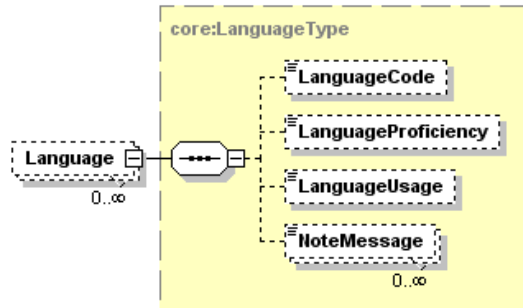 core:LanguageType
LanguageCode
LanguageProficiency
Language
0..∞
LanguageUsage
NoteMessage
0..∞